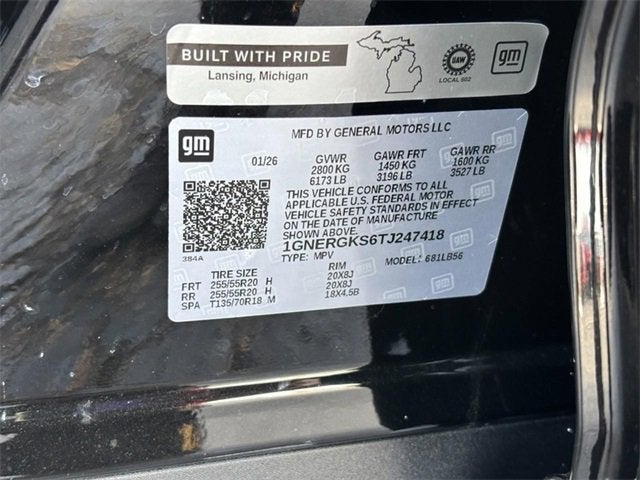 BUILT WITH PRIDE
Lansing, Michigan
UAW
LOCAL 602
gm
gm
MFD BY GENERAL MOTORS LLC
01/26 GVWR GAWR FRT GAWR RR
2800 KG 1450 KG 1600 KG
6173 LB 3196 LB 3527 LB
THIS VEHICLE CONFORMS TO ALL
APPLICABLE U.S. FEDERAL MOTOR
VEHICLE SAFETY STANDARDS IN EFFECT
ON THE DATE OF MANUFACTURE
SHOWN ABOVE.
1GNERGKS6TJ247418
384A TYPE: MPV MODEL: 681LB56
TIRE SIZE RIM
FRT 255/55R20 H 20X8J
RR 255/55R20 H 20X8J
SPA T135/70R18 M 18X4.5B